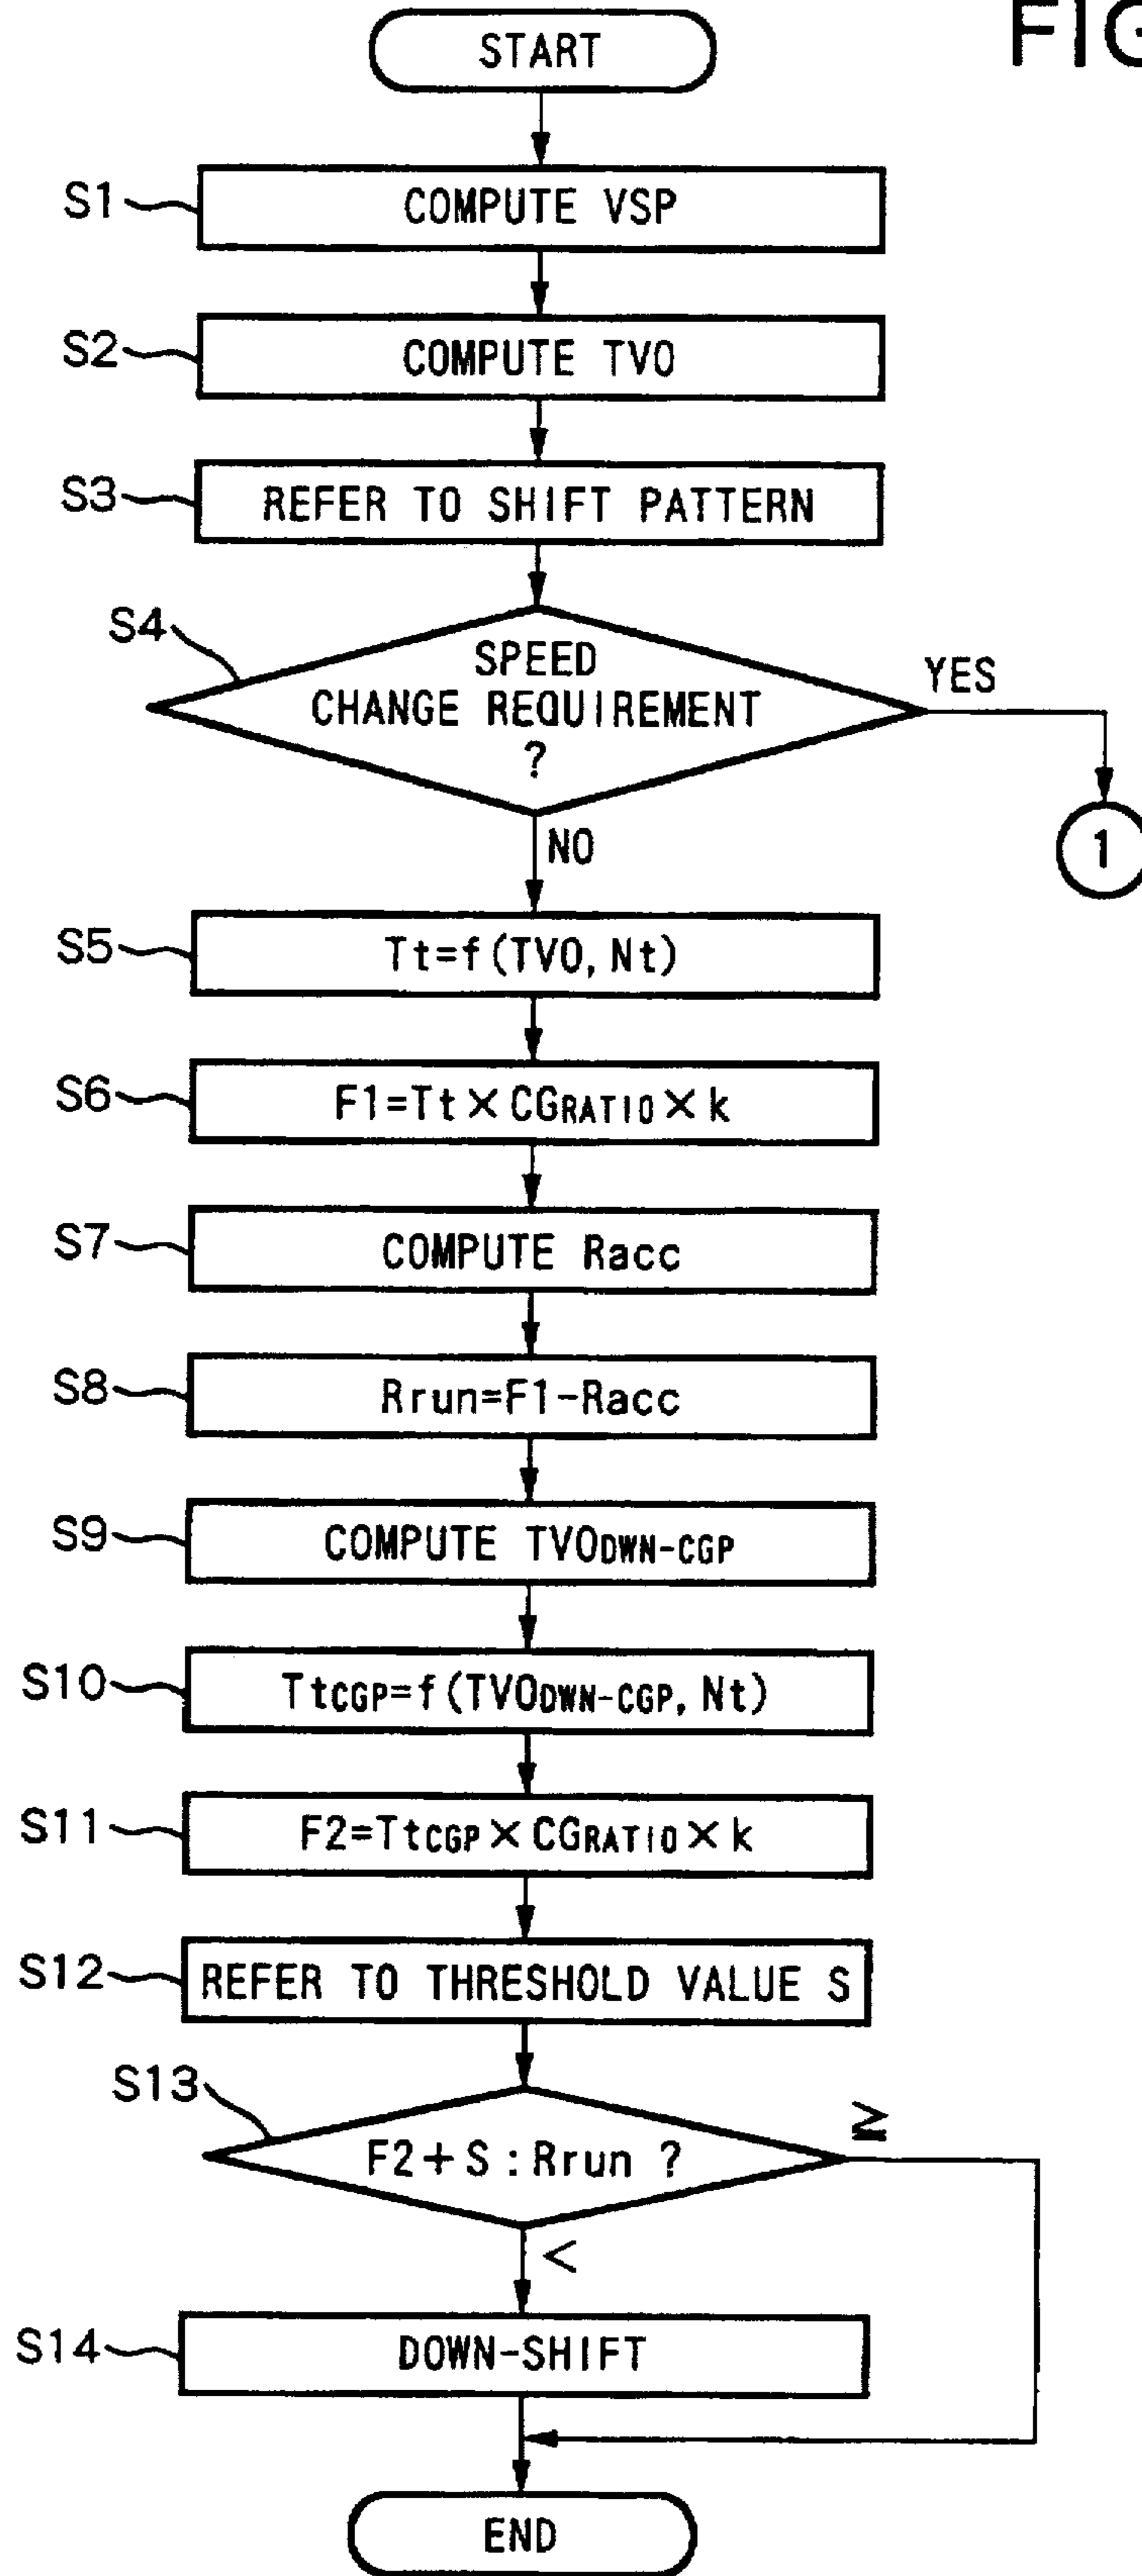 FIG
START
S1
COMPUTE VSP
S2
COMPUTE TVO
S3
REFER TO SHIFT PATTERN
S4
SPEED
CHANGE REQUIREMENT
?
YES
1
NO
S5
Tt=f(TVO, Nt)
S6
F1=Tt×CGRATIO×k
S7
COMPUTE Racc
S8
Rrun=F1-Racc
S9
COMPUTE TVODWN-CGP
S10
TtCGP=f(TVODWN-CGP, Nt)
S11
F2=TtCGP×CGRATIO×k
S12
REFER TO THRESHOLD VALUE S
S13
F2+S:Rrun ?
≧
<
S14
DOWN-SHIFT
END